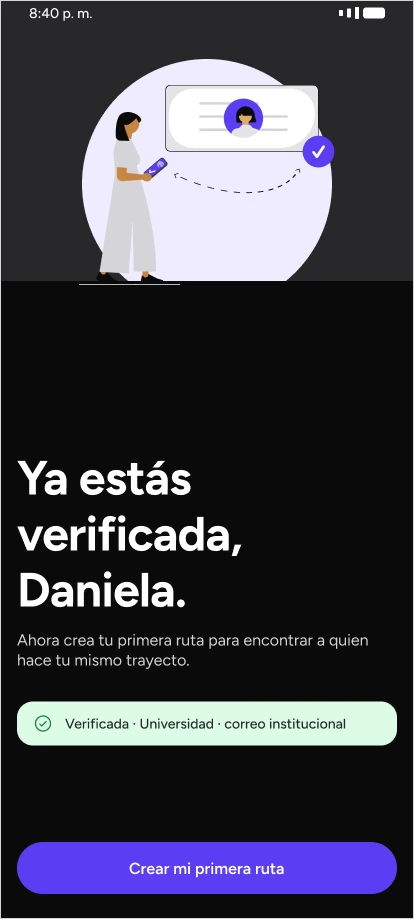 8:40 p. m.
Ya estás
verificada,
Daniela.
Ahora crea tu primera ruta para encontrar a quien
hace tu mismo trayecto.
Verificada · Universidad · correo institucional
Crear mi primera ruta